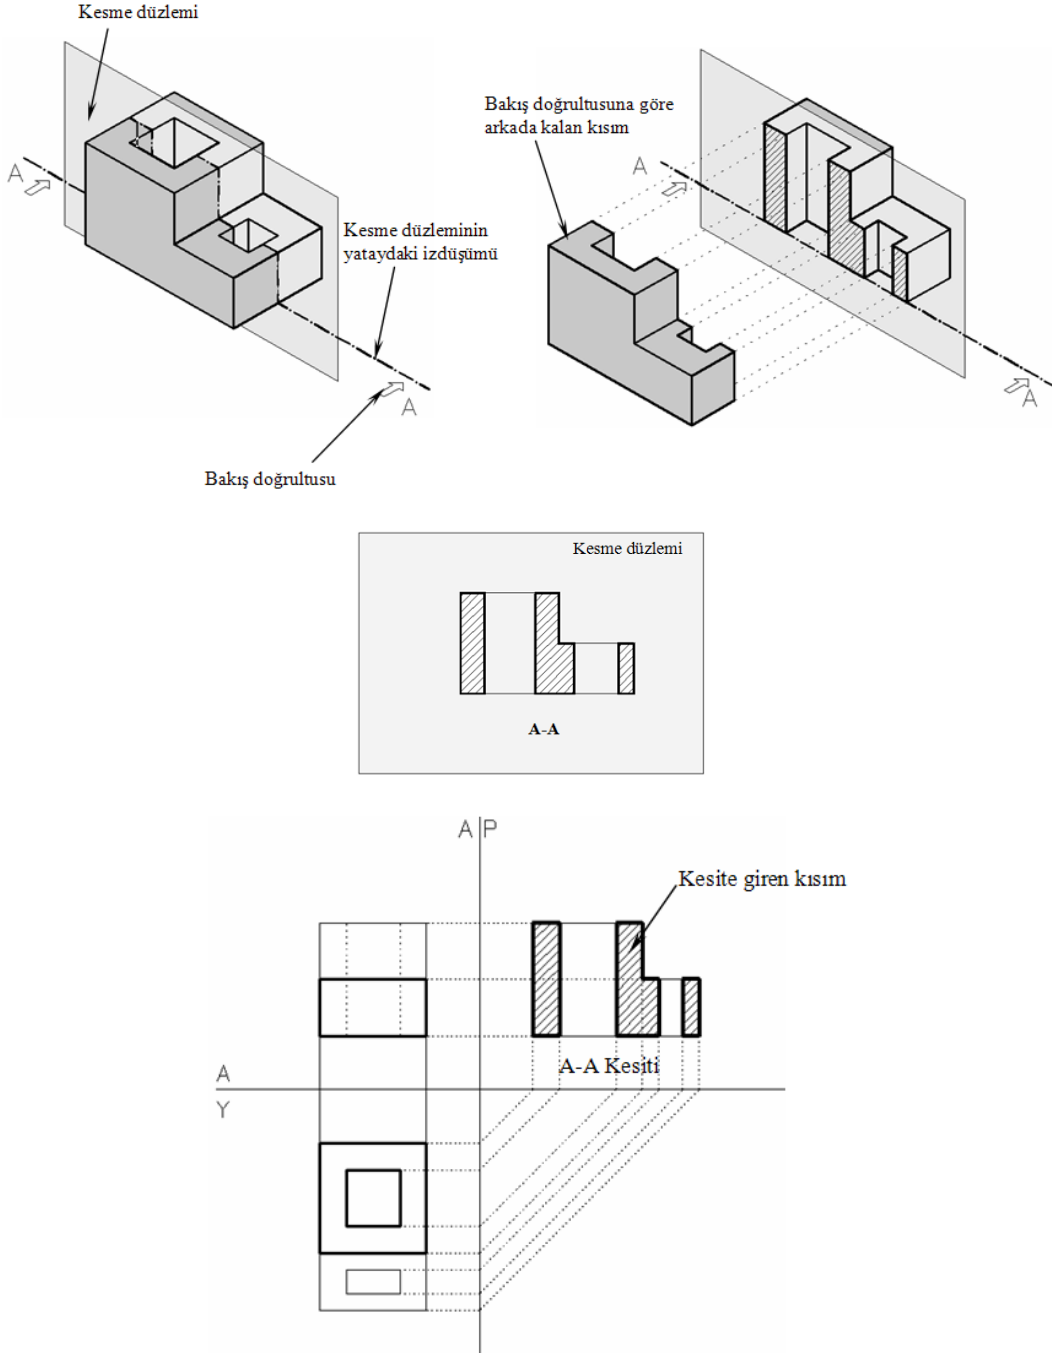 Kesme düzlemi
A
Kesme düzleminin
yataydaki izdüşümü
A
Bakış doğrultusu
Bakış doğrultusuna göre
arkada kalan kısım
A
A
Kesme düzlemi
A-A
A P
Kesite giren kısım
A-A Kesiti
A
Y